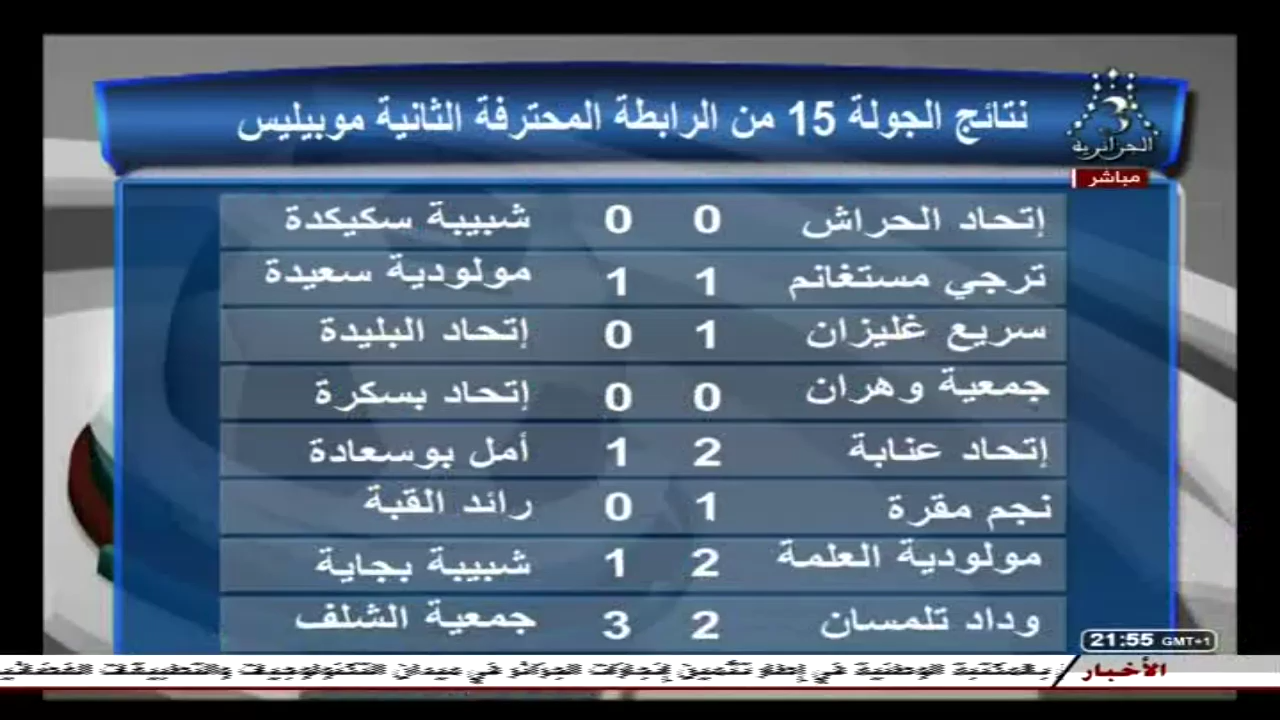 نتائج الجولة 15 من الرابطة المحترفة الثانية موبيليس
الجزائرية
مباشر
إتحاد الحراش 0 0 شبيبة سكيكدة
ترجي مستغانم 1 1 مولودية سعيدة
سريع غليزان 1 0 إتحاد البليدة
جمعية وهران 0 0 إتحاد بسكرة
إتحاد عنابة 2 1 أمل بوسعادة
نجم مقرة 1 0 رائد القبة
مولودية العلمة 2 1 شبيبة بجاية
وداد تلمسان 2 3 جمعية الشلف
21:55 GMT+1
الأخبار